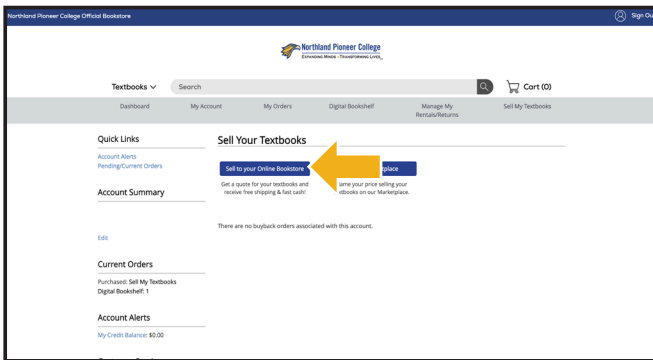 Northland Pioneer College Official Bookstore
Sign Ou
Northland Pioneer College
EXPANDING MINDS · TRANSFORMING LIVES
Textbooks
Search
Cart (0)
Dashboard
My Account
My Orders
Digital Bookshelf
Manage My
Rentals/Returns
Sell My Textbooks
Quick Links
Account Alerts
Pending/Current Orders
Account Summary
Edit
Current Orders
Purchased: Sell My Textbooks
Digital Bookshelf: 1
Account Alerts
My Credit Balance: $0.00
Sell Your Textbooks
Sell to your Online Bookstore
Get a quote for your textbooks and
receive free shipping & fast cash!
place
ame your price selling your
tbooks on our Marketplace.
There are no buyback orders associated with this account.